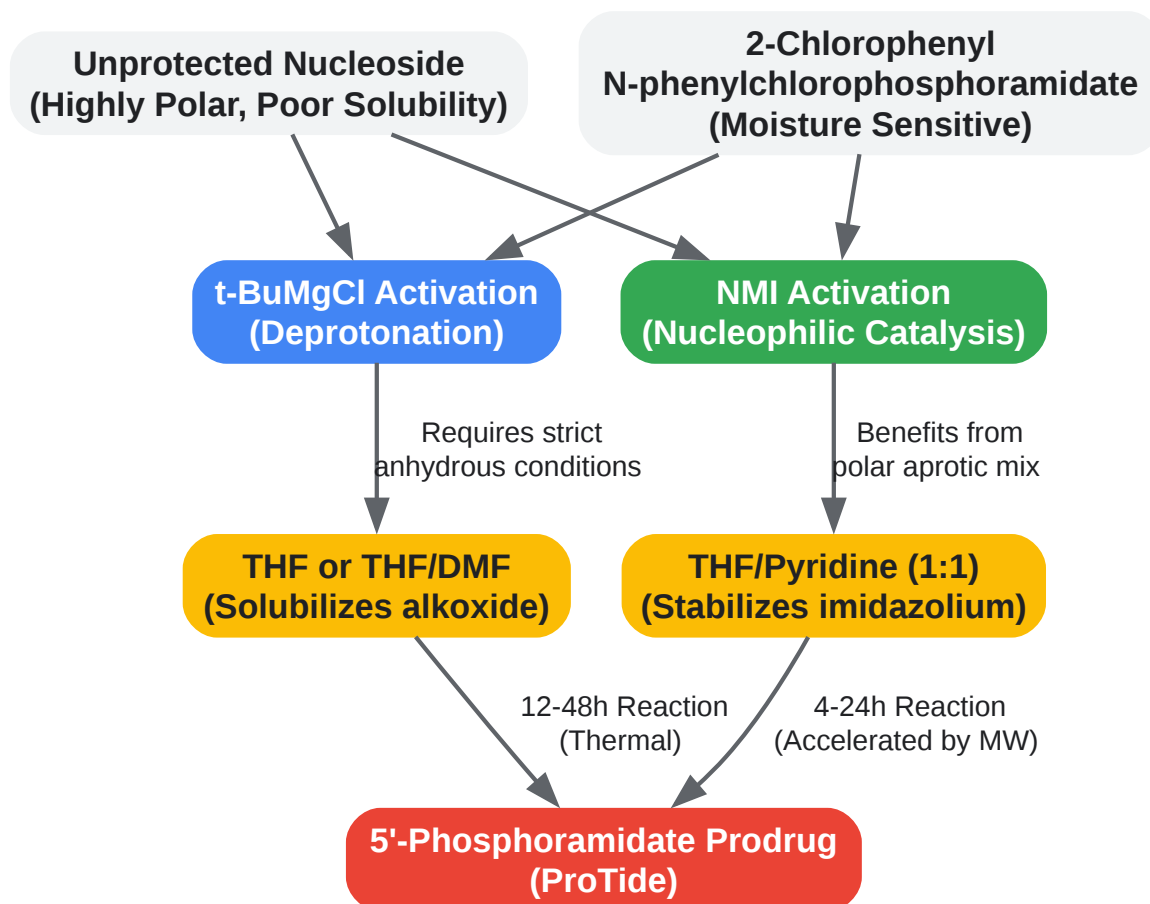 Unprotected Nucleoside
(Highly Polar, Poor Solubility)
2-Chlorophenyl
N-phenylchlorophosphoramidate
(Moisture Sensitive)
t-BuMgCl Activation
(Deprotonation)
NMI Activation
(Nucleophilic Catalysis)
Requires strict
anhydrous conditions
Benefits from
polar aprotic mix
THF or THF/DMF
(Solubilizes alkoxide)
THF/Pyridine (1:1)
(Stabilizes imidazolium)
12-48h Reaction
(Thermal)
4-24h Reaction
(Accelerated by MW)
5'-Phosphoramidate Prodrug
(ProTide)